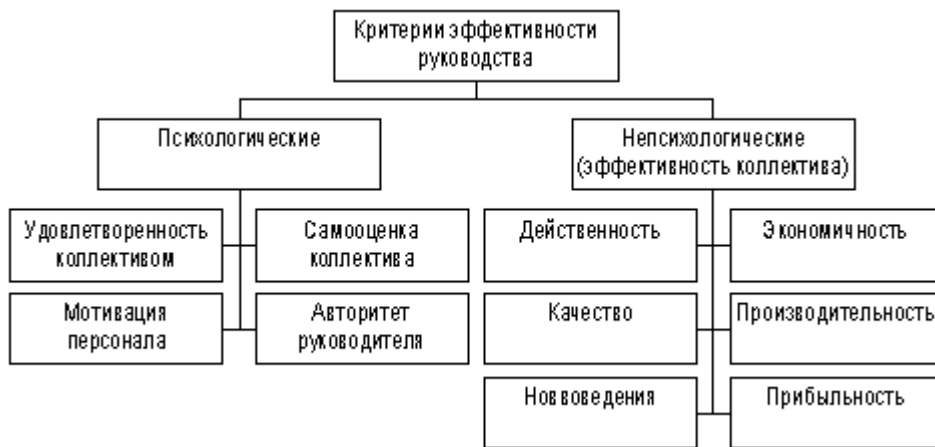 Критерии эффективности
руководства
Психологические
Непсихологические
(эффективность коллектива)
Удовлетворенность
коллективом
Самооценка
коллектива
Действенность
Экономичность
Мотивация
персонала
Авторитет
руководителя
Качество
Производительность
Новвоведения
Прибыльность